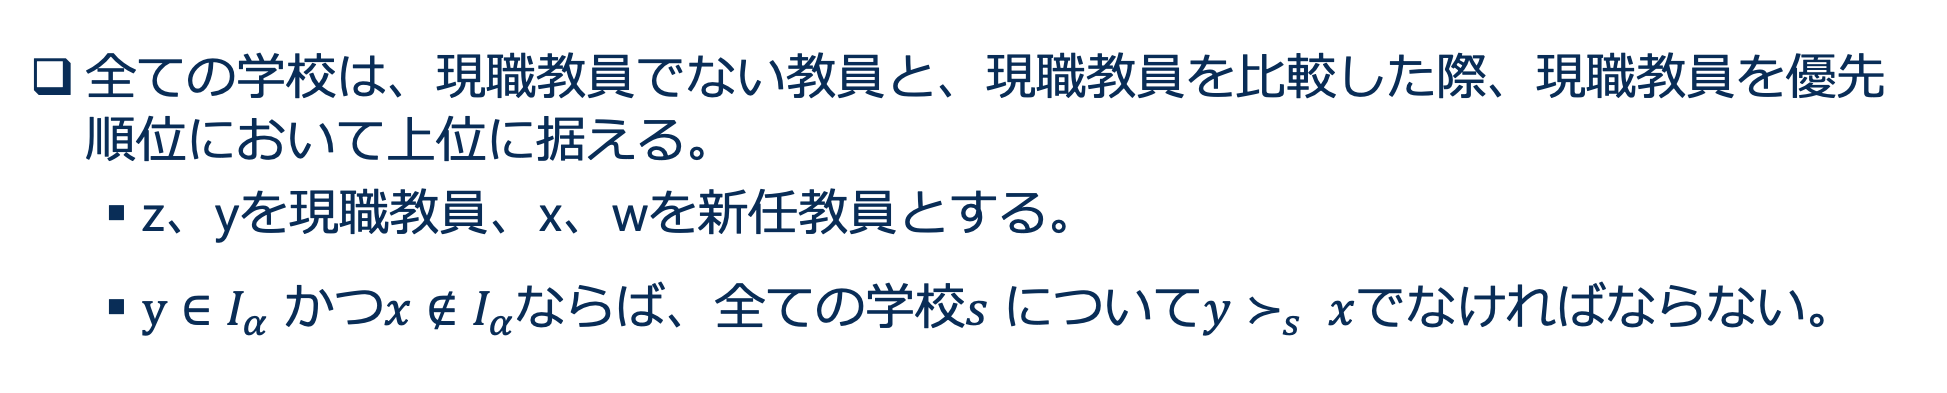 ❑ 全ての学校は、現職教員でない教員と、現職教員を比較した際、現職教員を優先
順位において上位に据える。
▪ z、yを現職教員、x、wを新任教員とする。
▪ y ∈ I_α かつx ∉ I_αならば、全ての学校s についてy ≻_s xでなければならない。